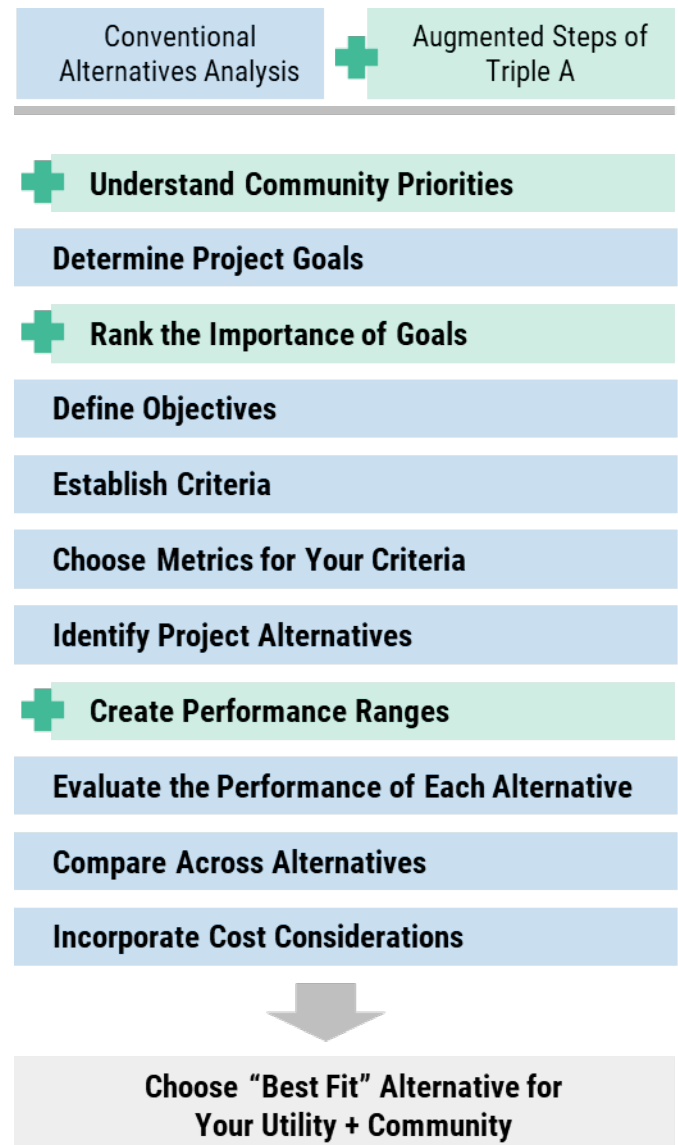 Conventional
Alternatives Analysis
Augmented Steps of
Triple A
Understand Community Priorities
Determine Project Goals
Rank the Importance of Goals
Define Objectives
Establish Criteria
Choose Metrics for Your Criteria
Identify Project Alternatives
Create Performance Ranges
Evaluate the Performance of Each Alternative
Compare Across Alternatives
Incorporate Cost Considerations
Choose “Best Fit” Alternative for
Your Utility + Community